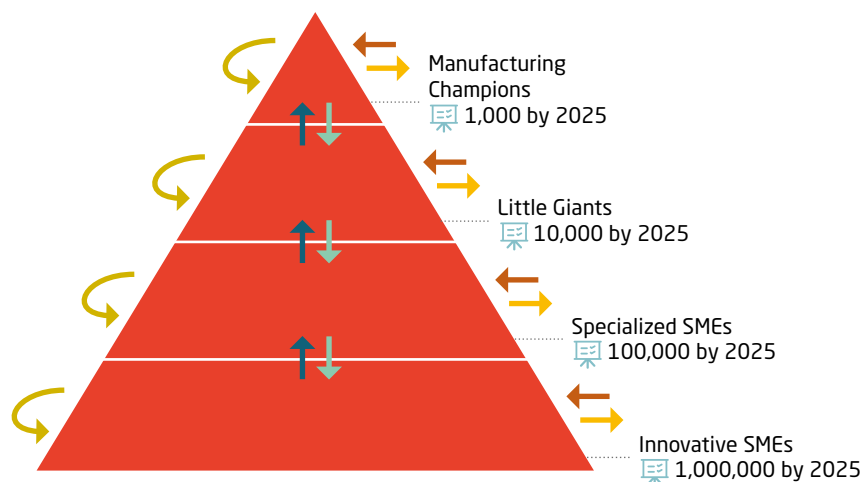 Manufacturing
Champions
1,000 by 2025
Little Giants
10,000 by 2025
Specialized SMEs
100,000 by 2025
Innovative SMEs
1,000,000 by 2025